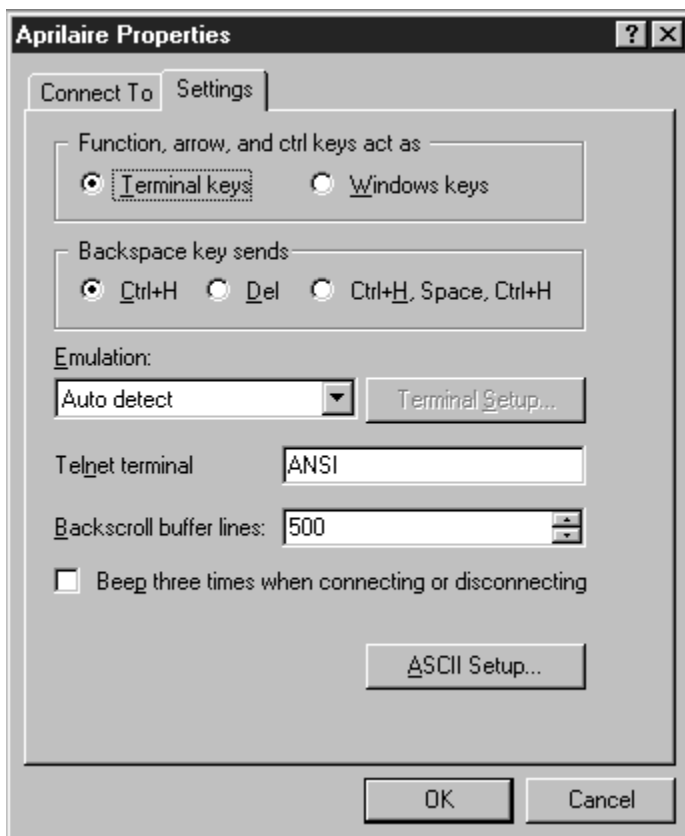 Aprilaire Properties
Connect To Settings
Function, arrow, and ctrl keys act as
Terminal keys Windows keys
Backspace key sends
Ctrl+H Del Ctrl+H, Space, Ctrl+H
Emulation:
Auto detect Terminal Setup...
Telnet terminal ANSI
Backscroll buffer lines: 500
Beep three times when connecting or disconnecting
ASCII Setup...
OK Cancel